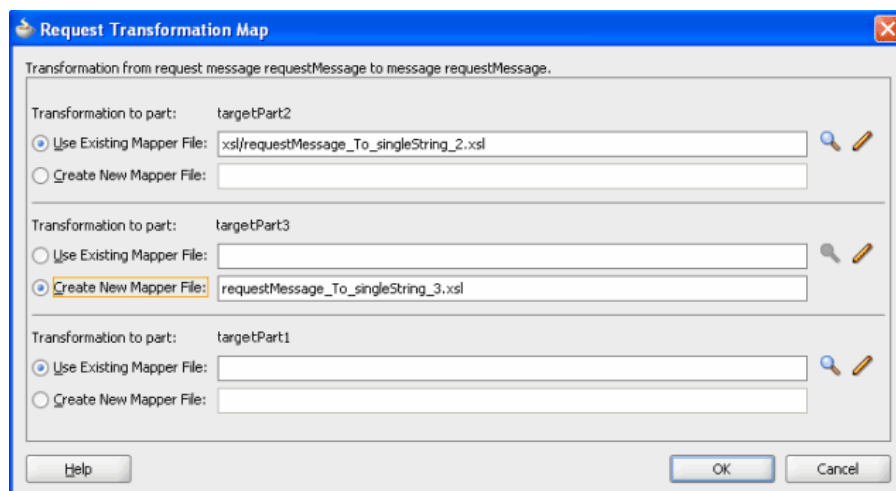 Request Transformation Map
Transformation from request message requestMessage to message requestMessage.
Transformation to part: targetPart2
Use Existing Mapper File: xsl/requestMessage_To_singleString_2.xsl
Create New Mapper File:
Transformation to part: targetPart3
Use Existing Mapper File:
Create New Mapper File: requestMessage_To_singleString_3.xsl
Transformation to part: targetPart1
Use Existing Mapper File:
Create New Mapper File:
Help OK Cancel